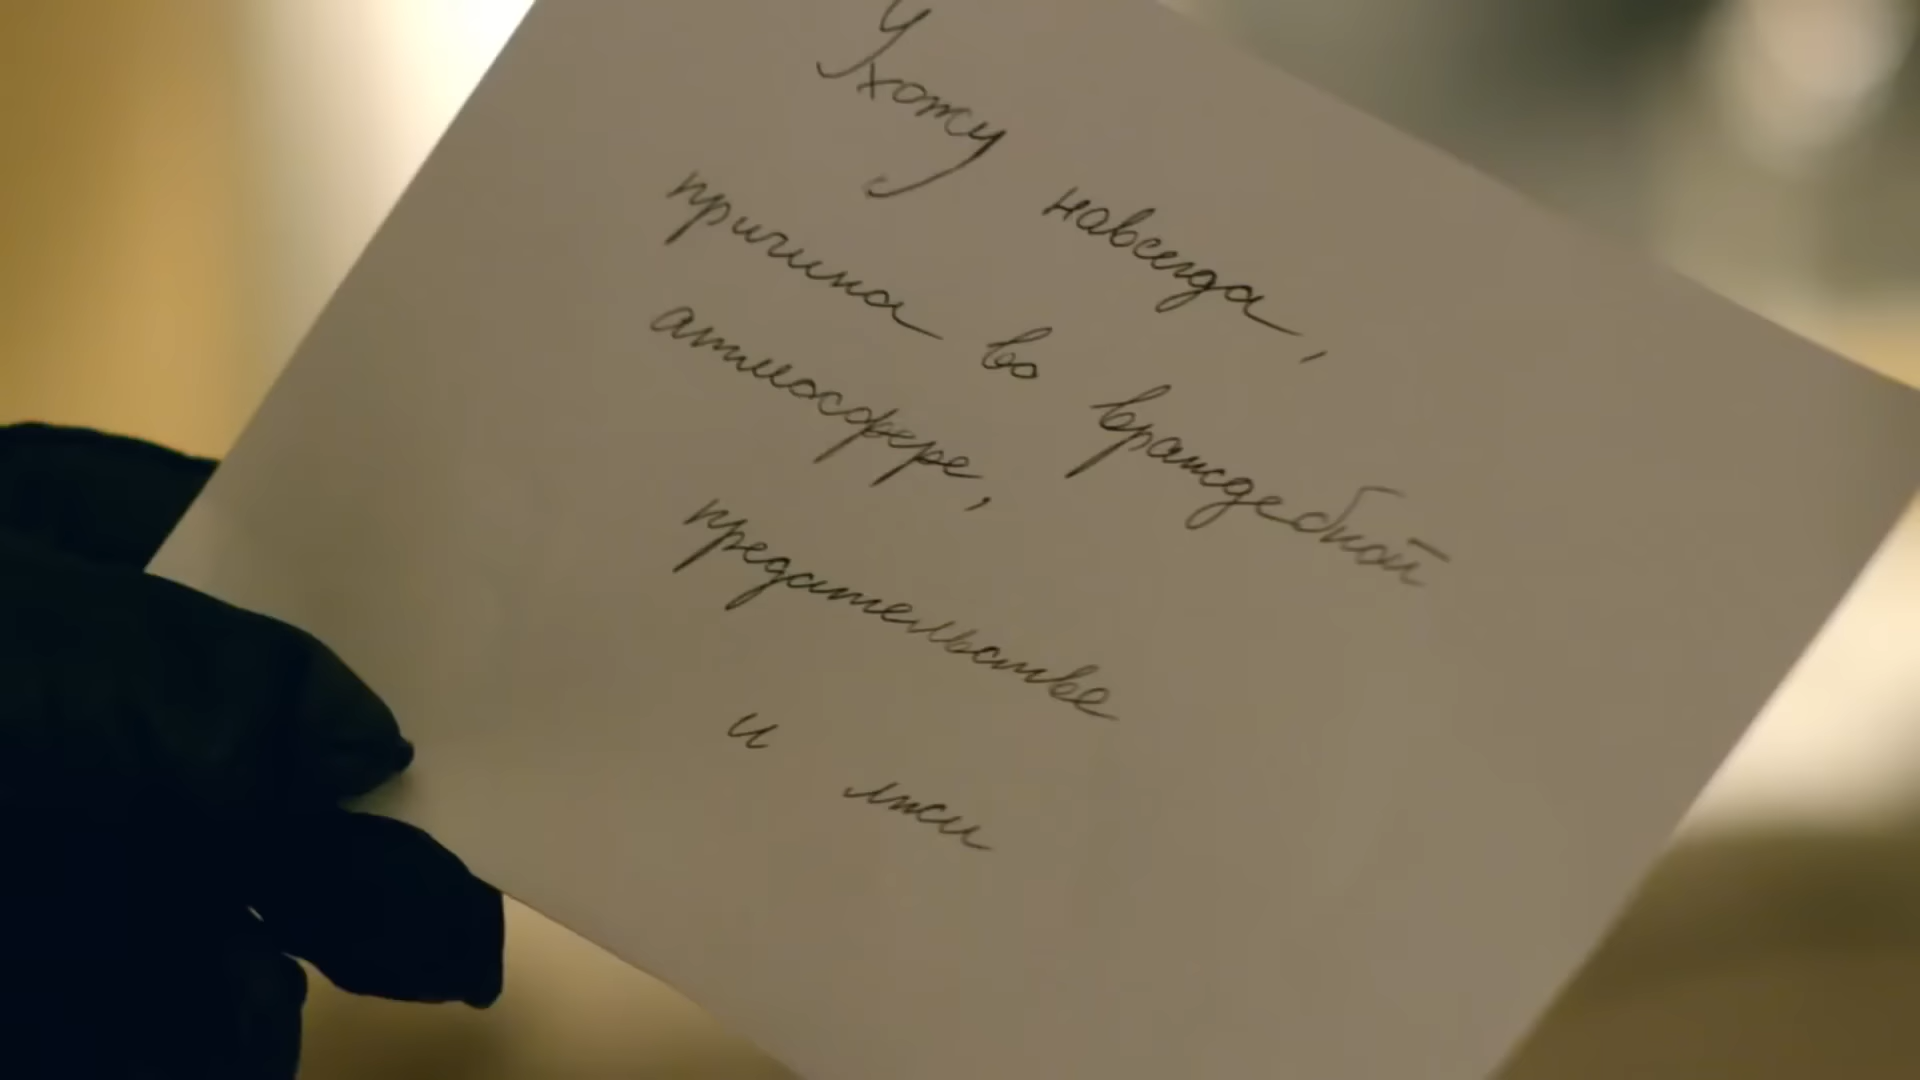 Ухожу навсегда,
причина во враждебной
атмосфере,
предательстве
и лжи